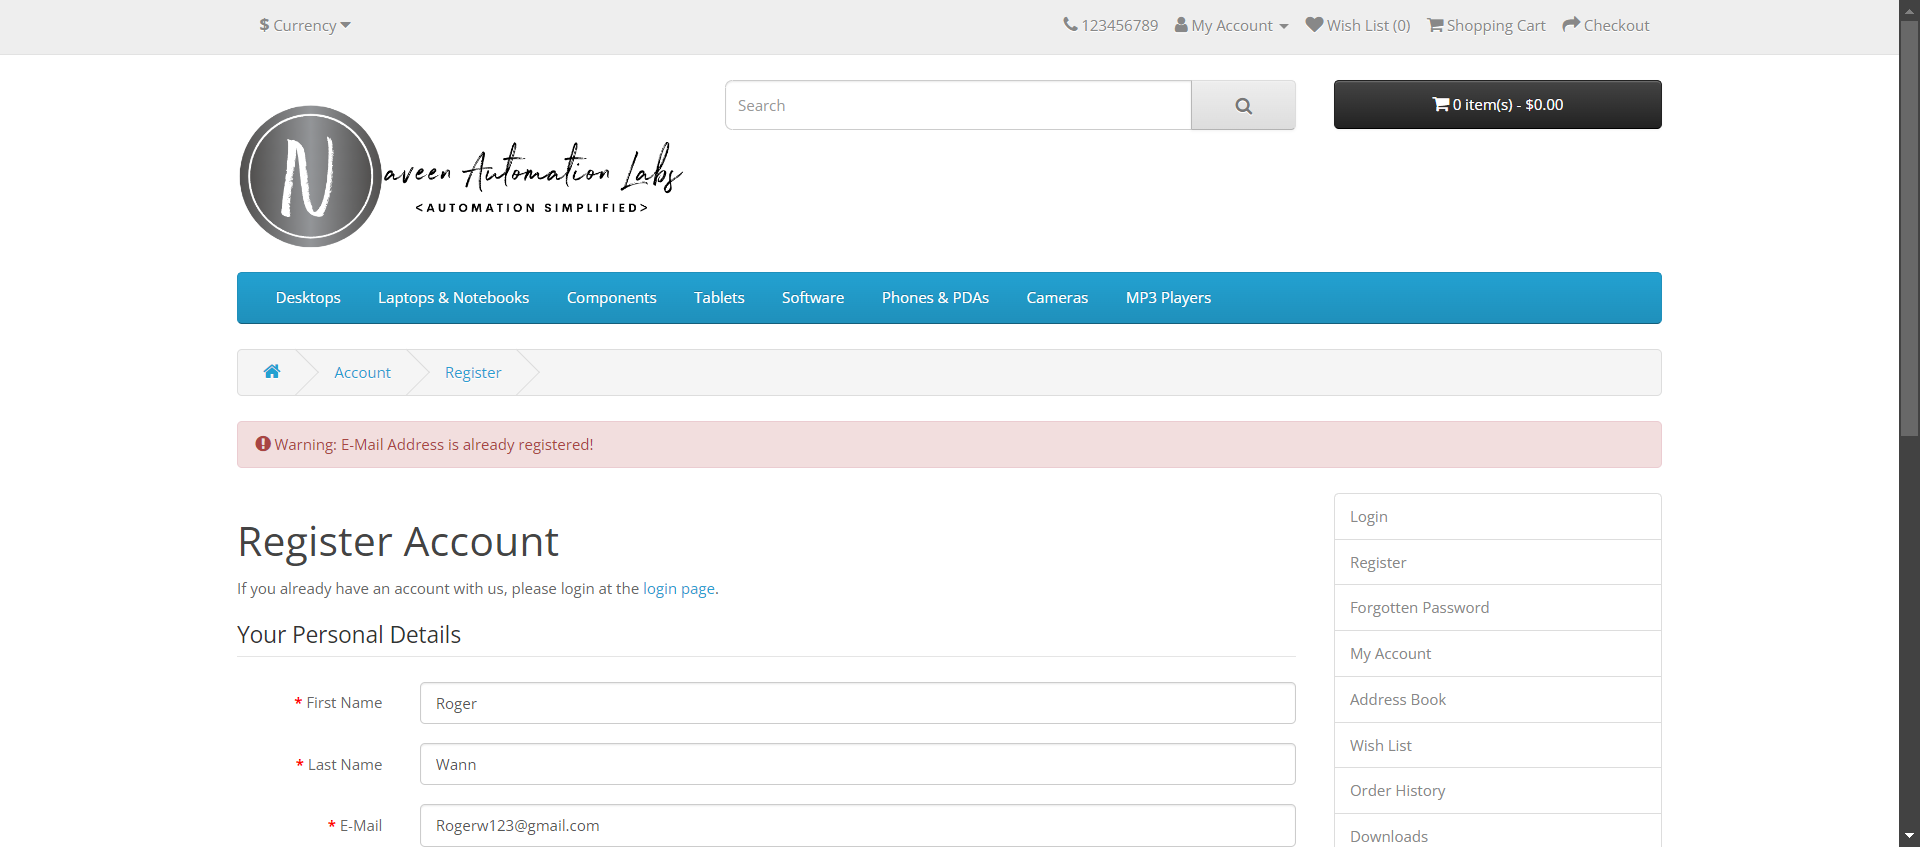 $ Currency
123456789 My Account Wish List (0) Shopping Cart Checkout
Search
0 item(s) - $0.00
N
aveen Automation Labs
<AUTOMATION SIMPLIFIED>
Desktops Laptops & Notebooks Components Tablets Software Phones & PDAs Cameras MP3 Players
Account Register
Warning: E-Mail Address is already registered!
Register Account
If you already have an account with us, please login at the login page.
Your Personal Details
* First Name Roger
* Last Name Wann
* E-Mail Rogerw123@gmail.com
Login
Register
Forgotten Password
My Account
Address Book
Wish List
Order History
Downloads